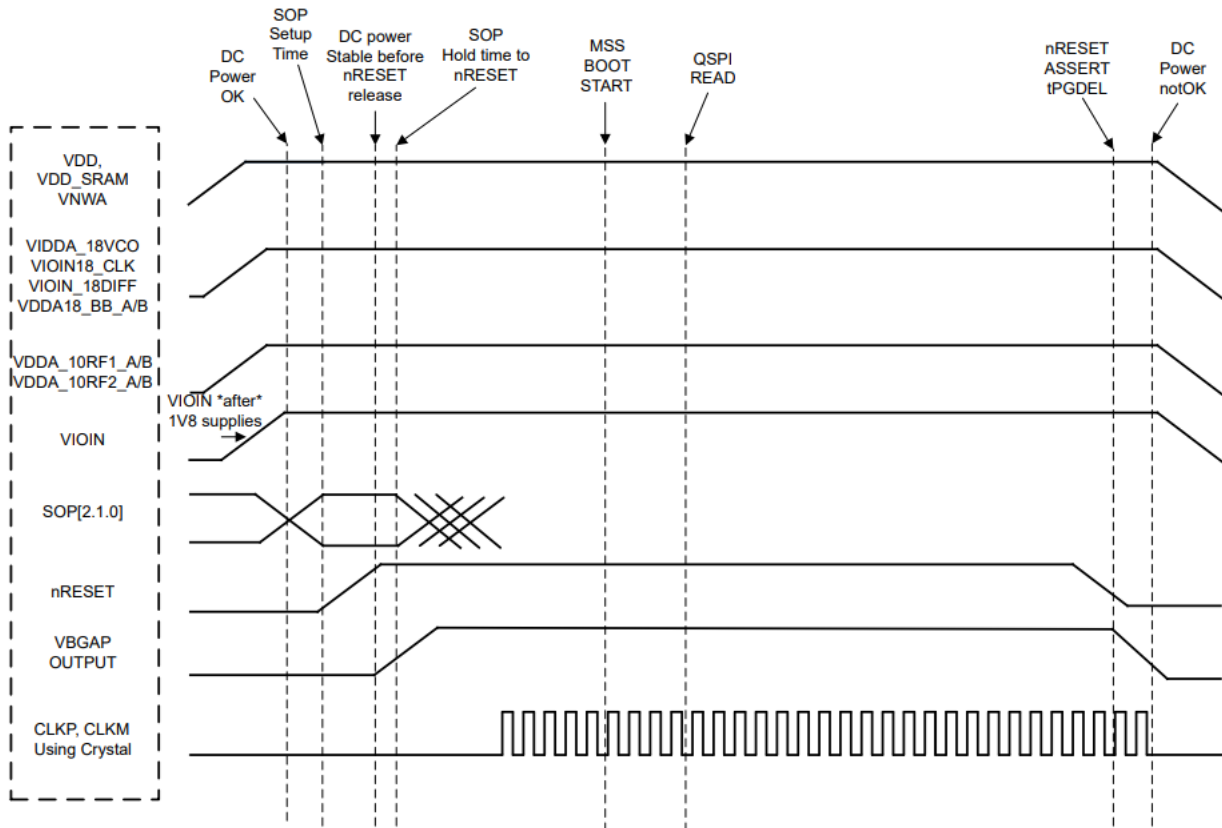 DC
Power
OK
SOP
Setup
Time
DC power
Stable before
nRESET
release
SOP
Hold time to
nRESET
MSS
BOOT
START
QSPI
READ
nRESET
ASSERT
tPGDEL
DC
Power
notOK
VDD,
VDD_SRAM
VNWA
VIDDA_18VCO
VIOIN18_CLK
VIOIN_18DIFF
VDDA18_BB_A/B
VDDA_10RF1_A/B
VDDA_10RF2_A/B
VIOIN *after*
1V8 supplies
VIOIN
SOP[2.1.0]
nRESET
VBGAP
OUTPUT
CLKP, CLKM
Using Crystal